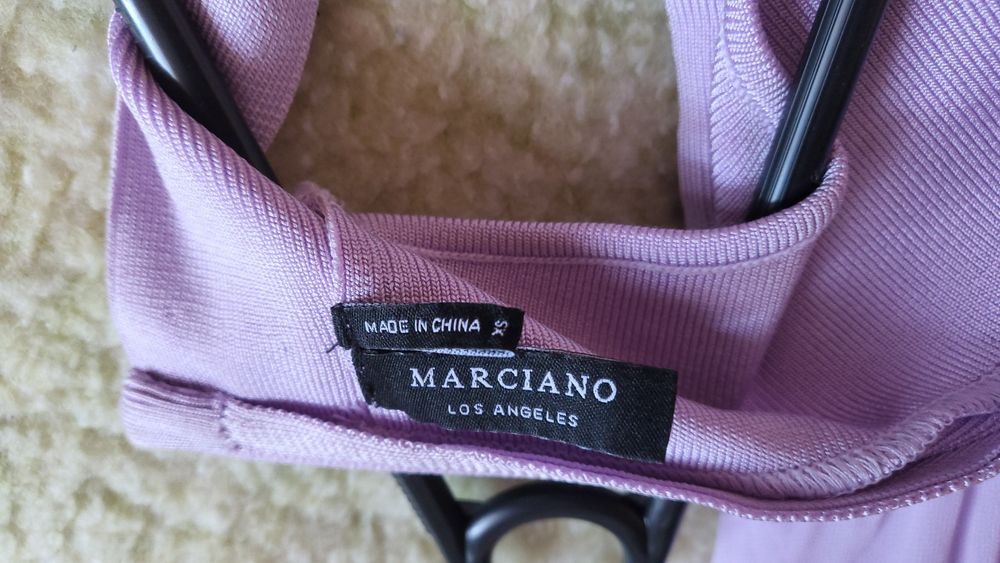 MADE IN CHINA XS
MARCIANO
LOS ANGELES